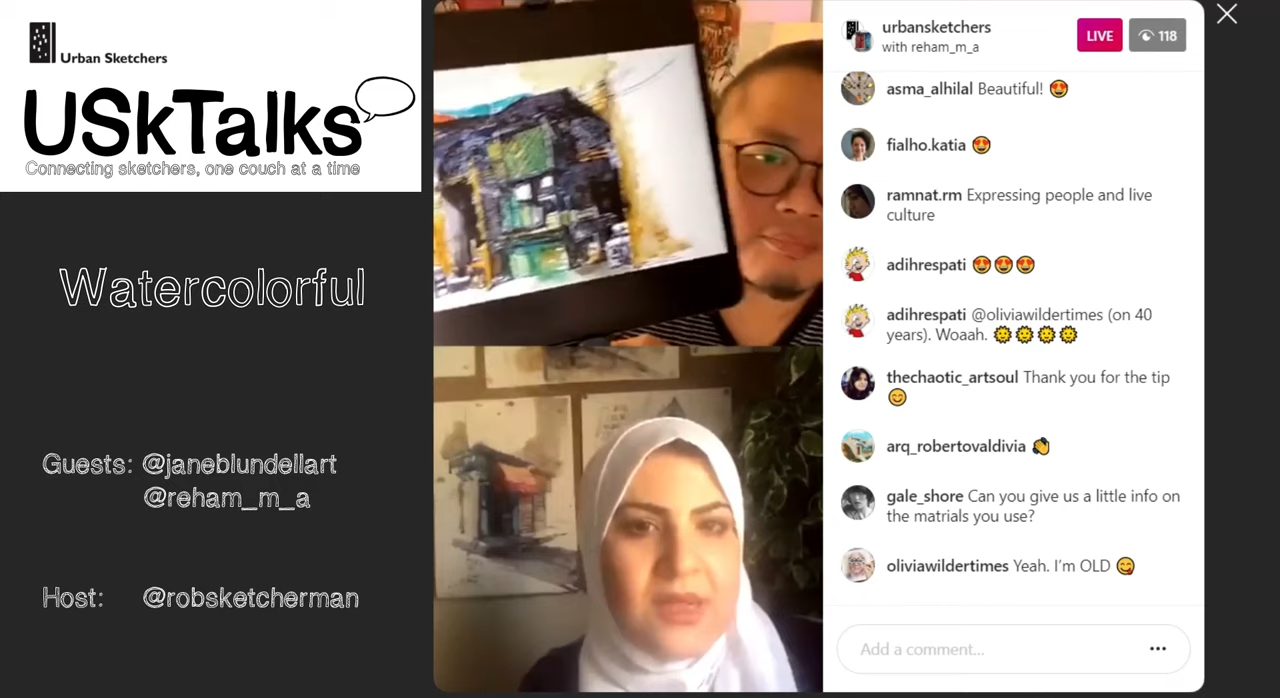 Urban Sketchers
USkTalks
Connecting sketchers, one couch at a time
Watercolorful
Guests: @janeblundellart
@reham_m_a
Host: @robsketcherman
urbansketchers
with reham_m_a
LIVE
118
asma_alhilal Beautiful! 😍
fialho.katia 😍
ramnat.rm Expressing people and live
culture
adihrespati 😍😍😍
adihrespati @oliviawildertimes (on 40
years). Woaah. 🌞🌞🌞🌞
thechaotic_artsoul Thank you for the tip
😊
arq_robertovaldivia 👏
gale_shore Can you give us a little info on
the matrials you use?
oliviawildertimes Yeah. I'm OLD 😋
Add a comment...